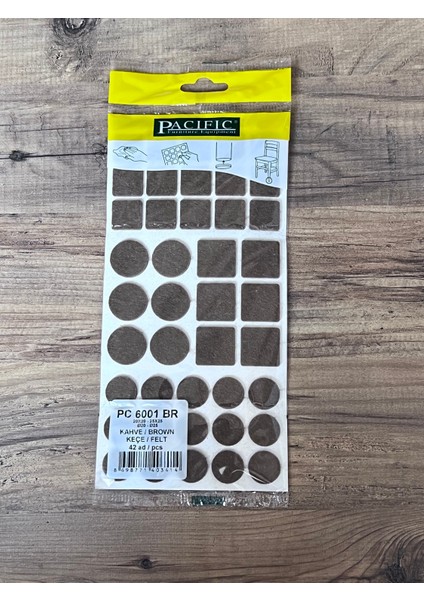 PACIFIC
Furniture Equipment
PC 6001 BR
KAHVE / BROWN
KEÇE / FELT
42 ad / pcs